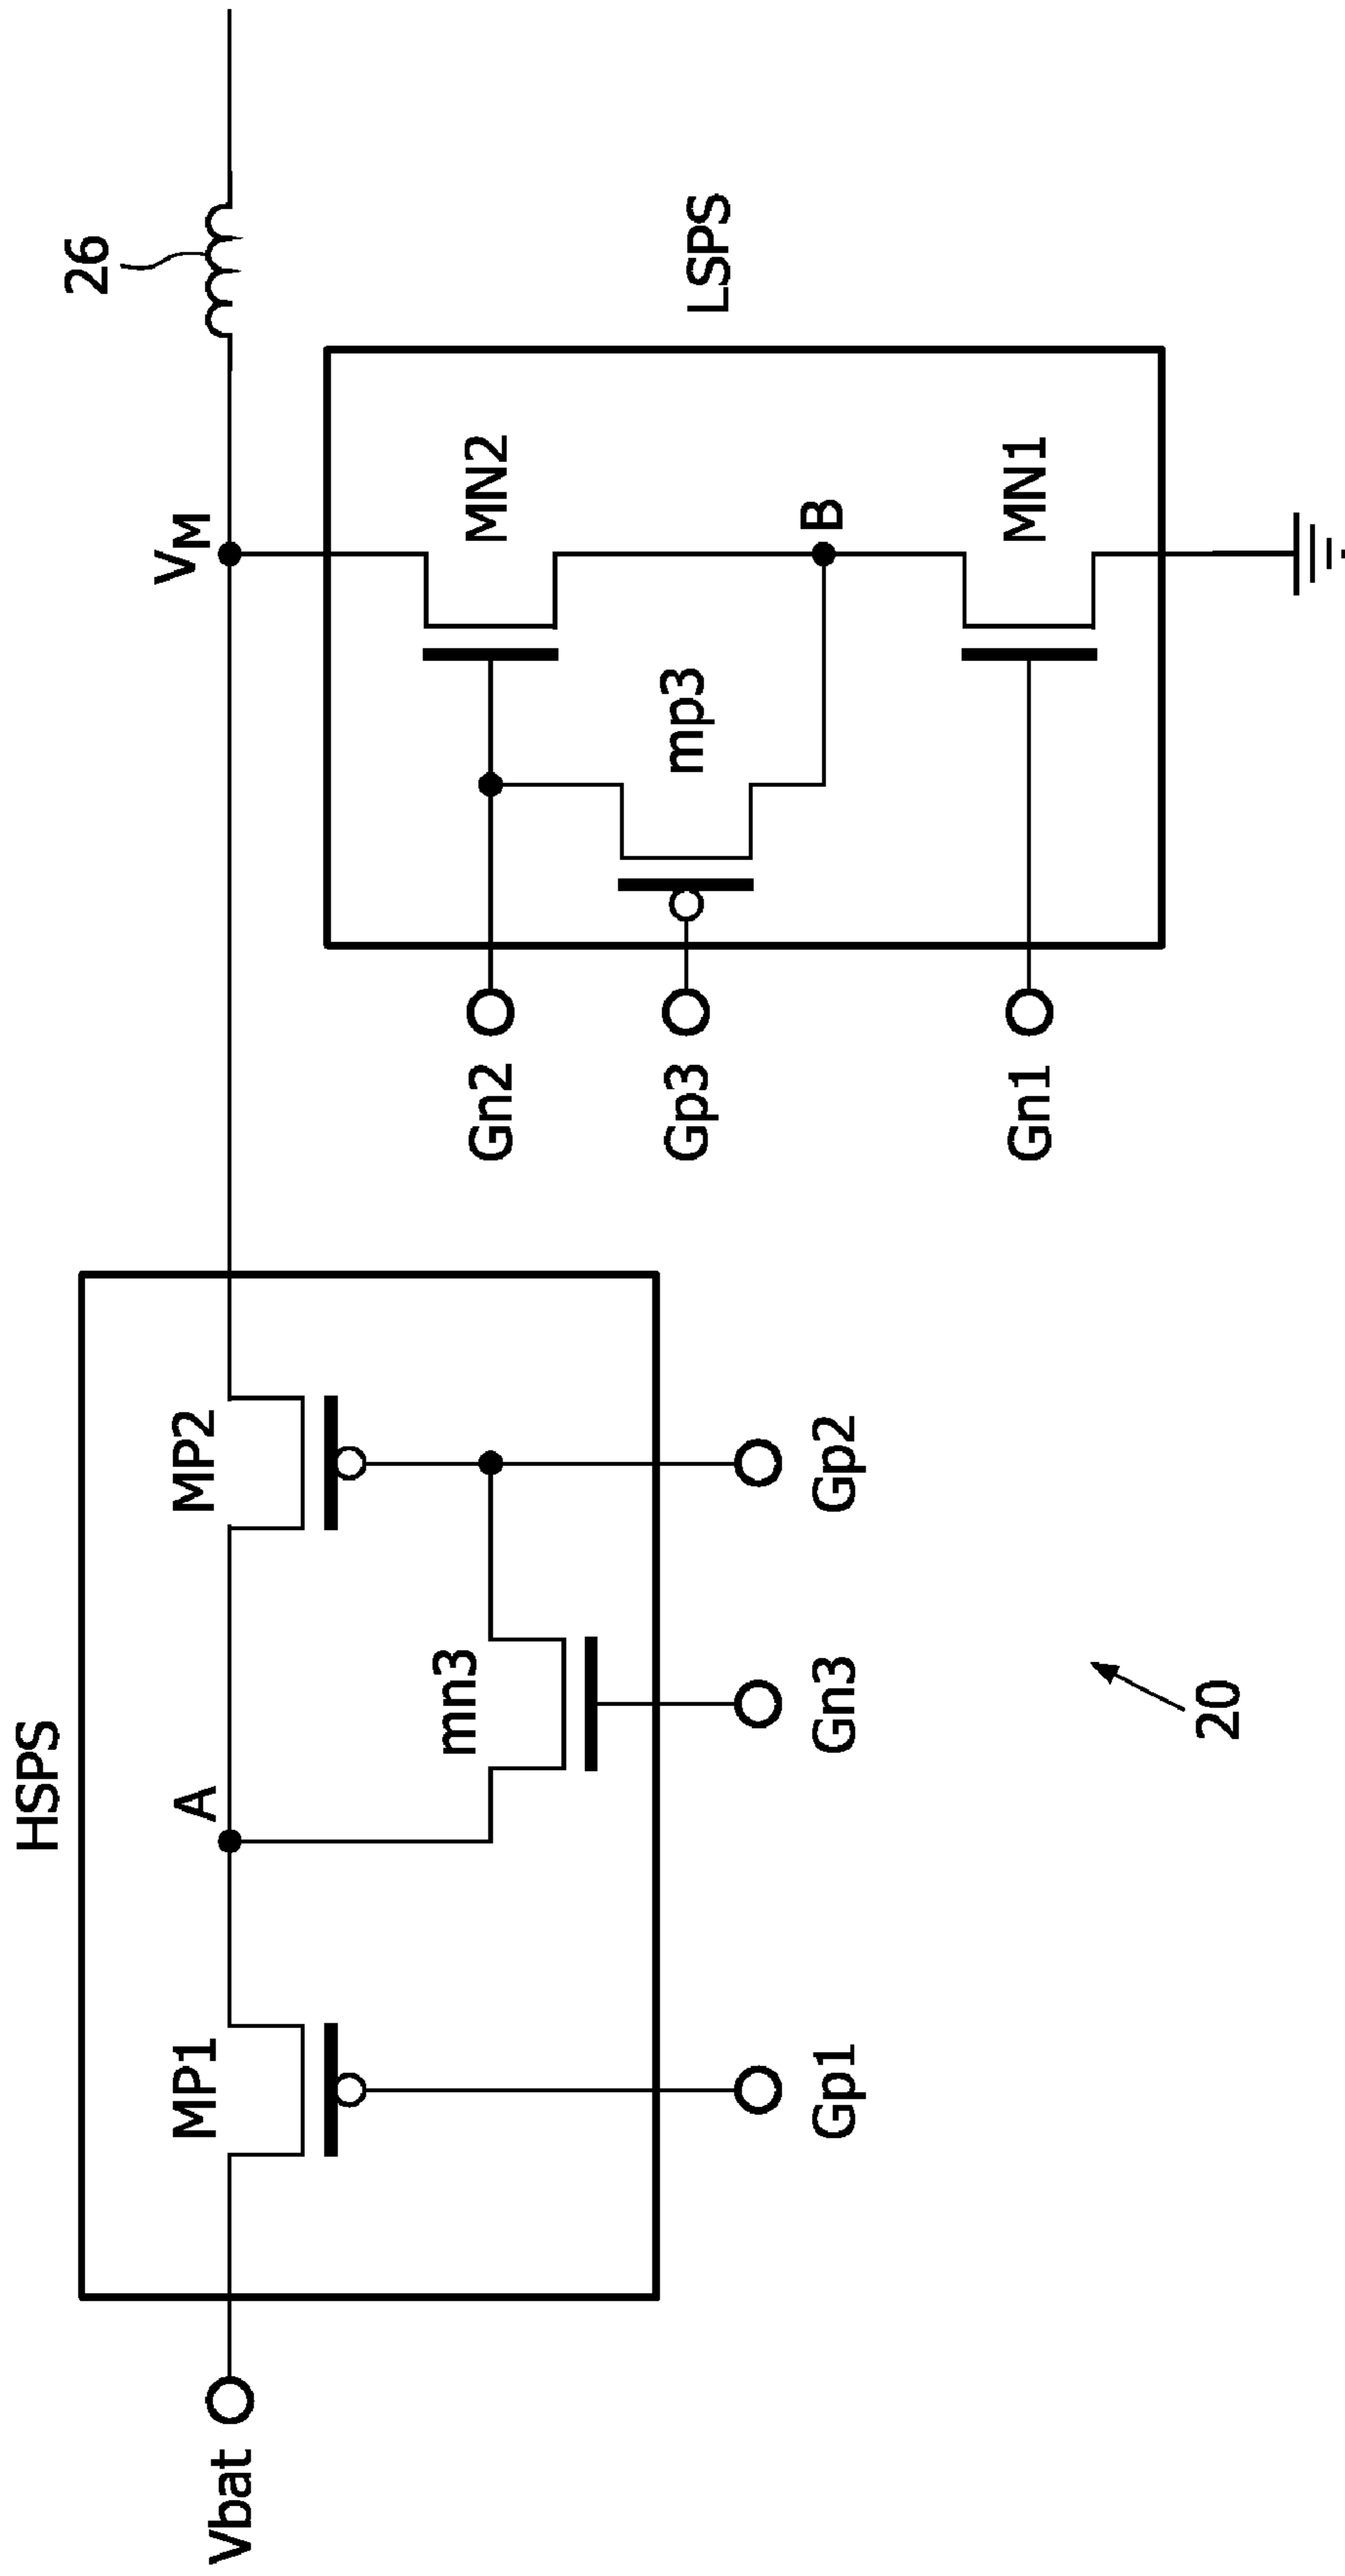 HSPS
Vbat
MP1
A
MP2
mn3
Gp1
Gn3
Gp2
VM
26
LSPS
MN2
mp3
B
MN1
Gn2
Gp3
Gn1
20